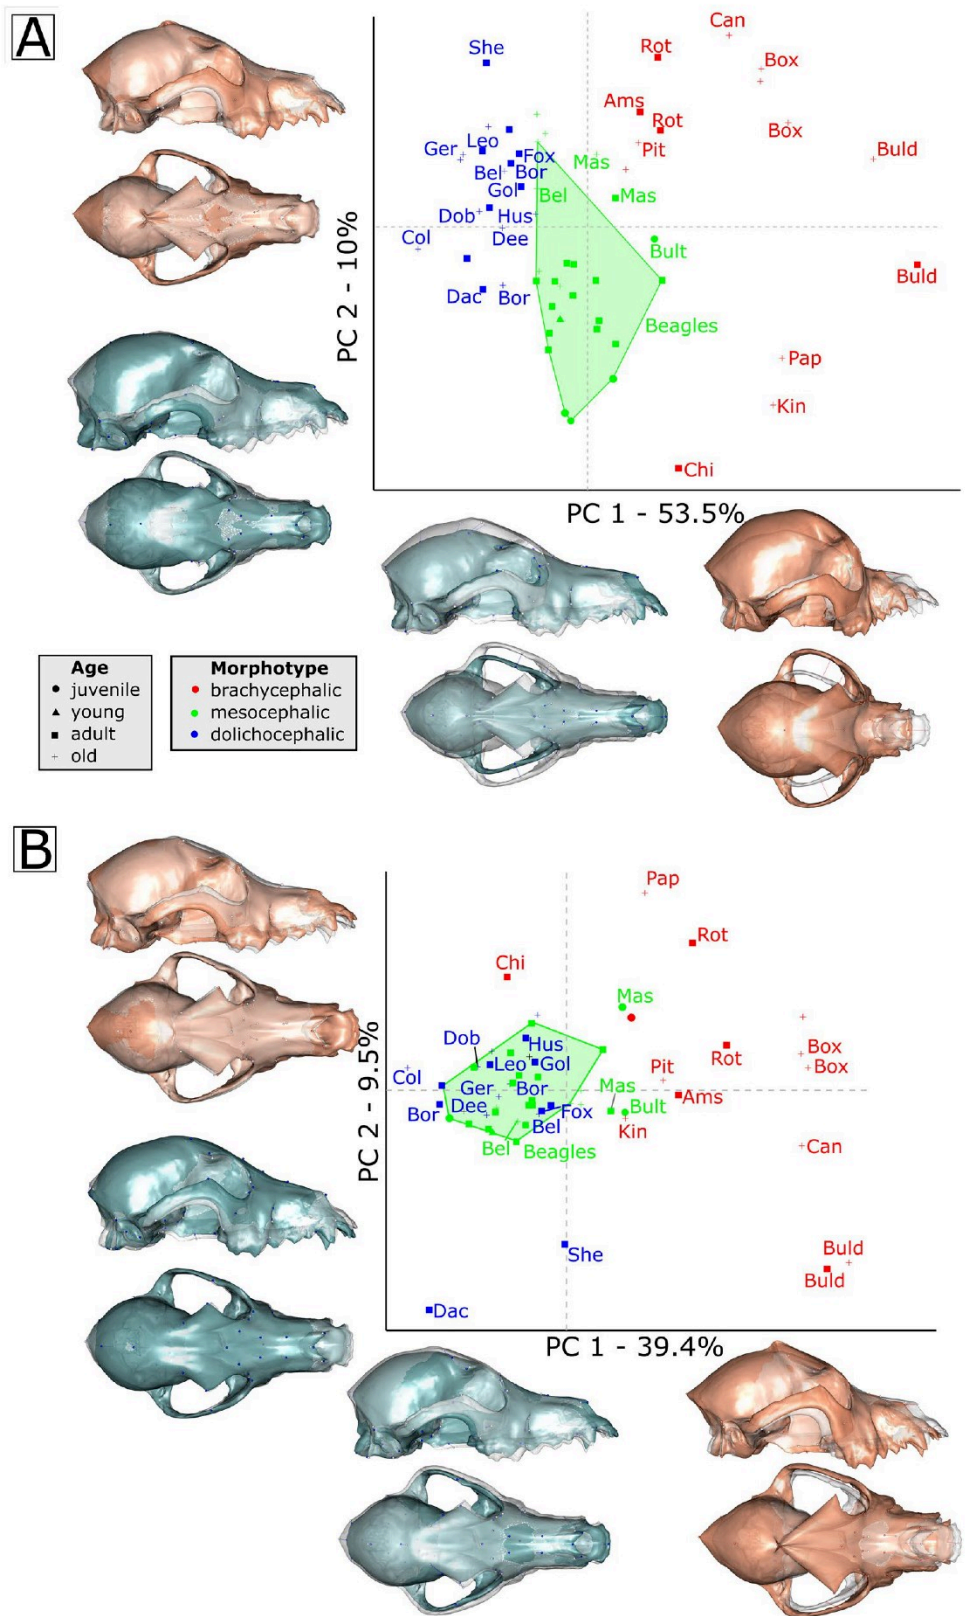 A
Can
Rot
Box
She
Ams
Rot
Box
Leo
Ger
Fox
Pit
Mas
Buld
Bel
Bor
Gol
Bel
Mas
Dob
Hus
Dee
Col
Bult
Buld
Dac
Bor
Beagles
Pap
Kin
Chi
PC 2 - 10%
PC 1 - 53.5%
Age
juvenile
young
adult
old
Morphotype
brachycephalic
mesocephalic
dolichocephalic
B
Pap
Rot
Chi
Mas
Dob
Hus
Box
Rot
Leo
Gol
Box
Col
Pit
Ger
Bor
Mas
Ams
Bor
Dee
Fox
Bult
Kin
Bel
Can
Bel
Beagles
She
Buld
Buld
Dac
PC 2 - 9.5%
PC 1 - 39.4%